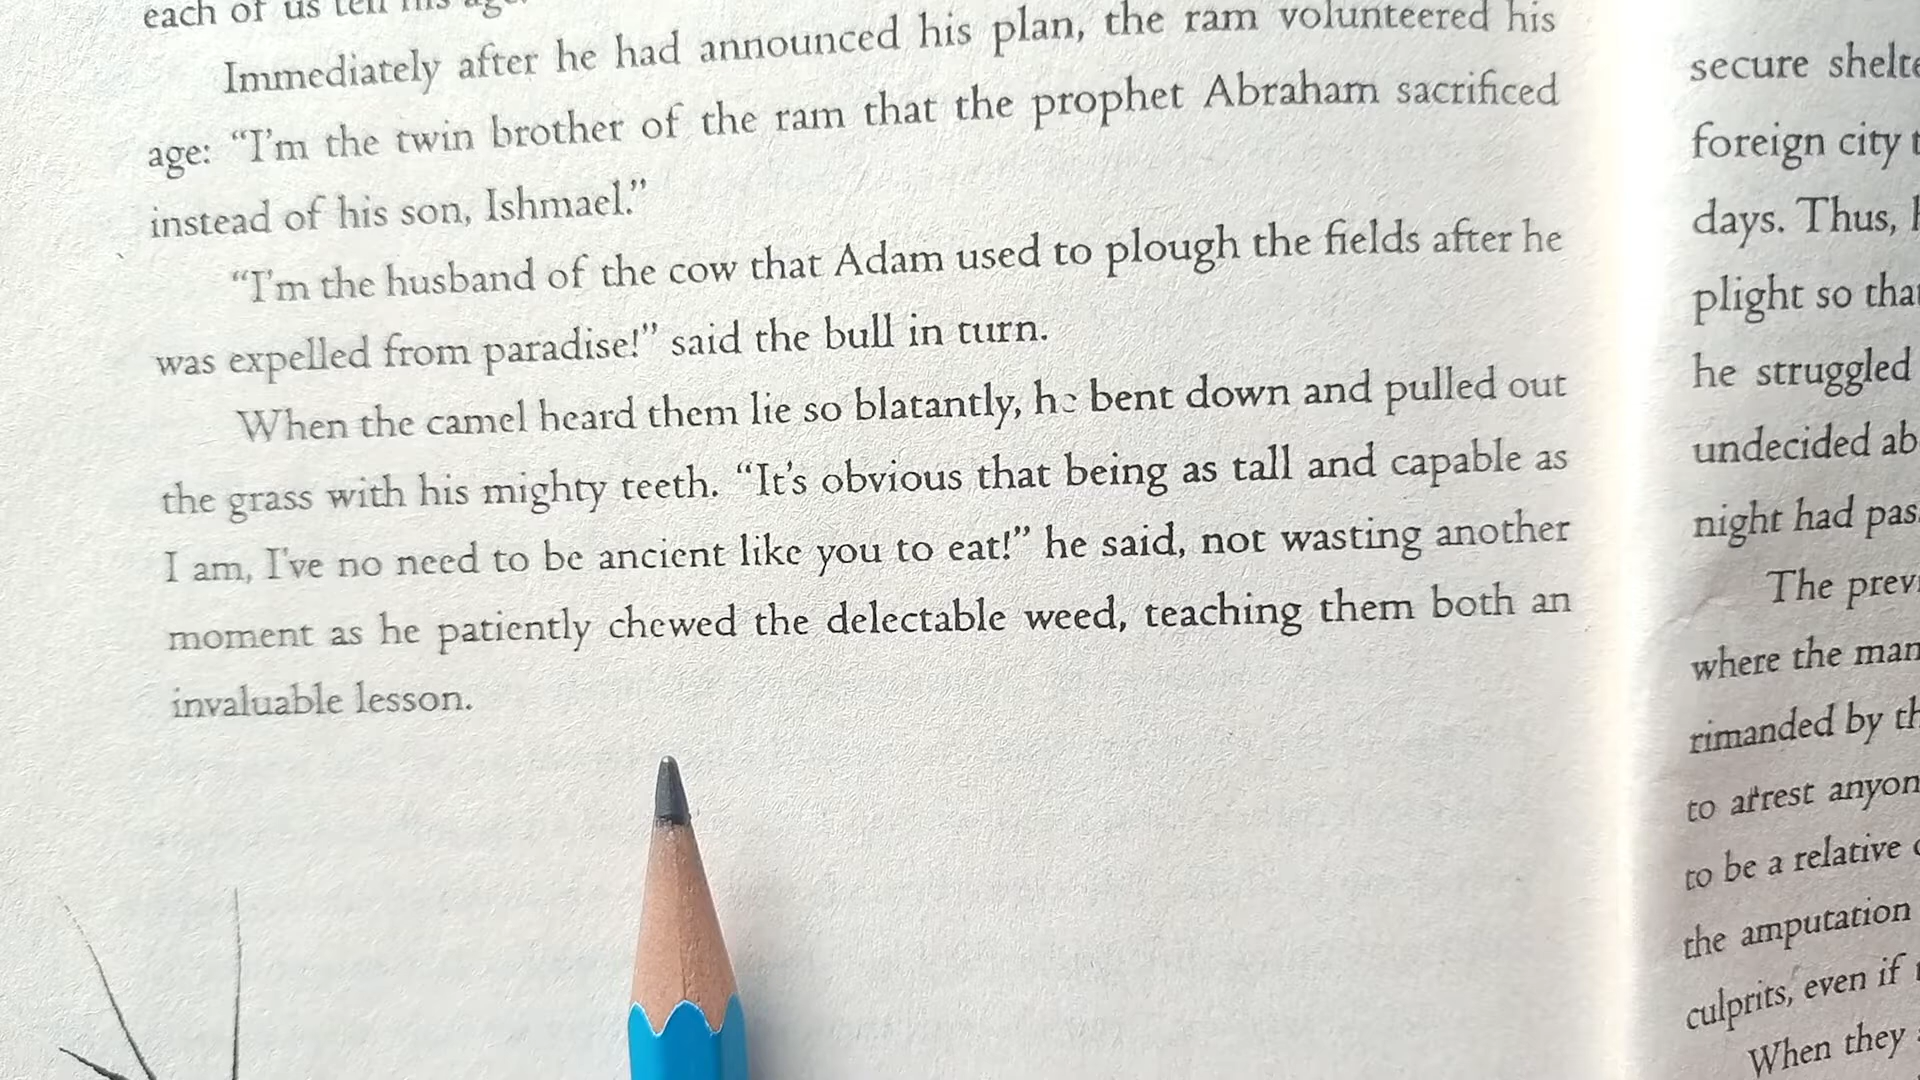 each of us tell his age.
Immediately after he had announced his plan, the ram volunteered his
age: “I'm the twin brother of the ram that the prophet Abraham sacrificed
instead of his son, Ishmael.”
“I'm the husband of the cow that Adam used to plough the fields after he
was expelled from paradise!” said the bull in turn.
When the camel heard them lie so blatantly, he bent down and pulled out
the grass with his mighty teeth. “It's obvious that being as tall and capable as
I am, I've no need to be ancient like you to eat!” he said, not wasting another
moment as he patiently chewed the delectable weed, teaching them both an
invaluable lesson.
secure
foreign city
days. Thus,
plight so
he struggled
undecided
night had
The
where the
rimanded by
to arrest
to be a relative
the amputation
culprits, even if
When they